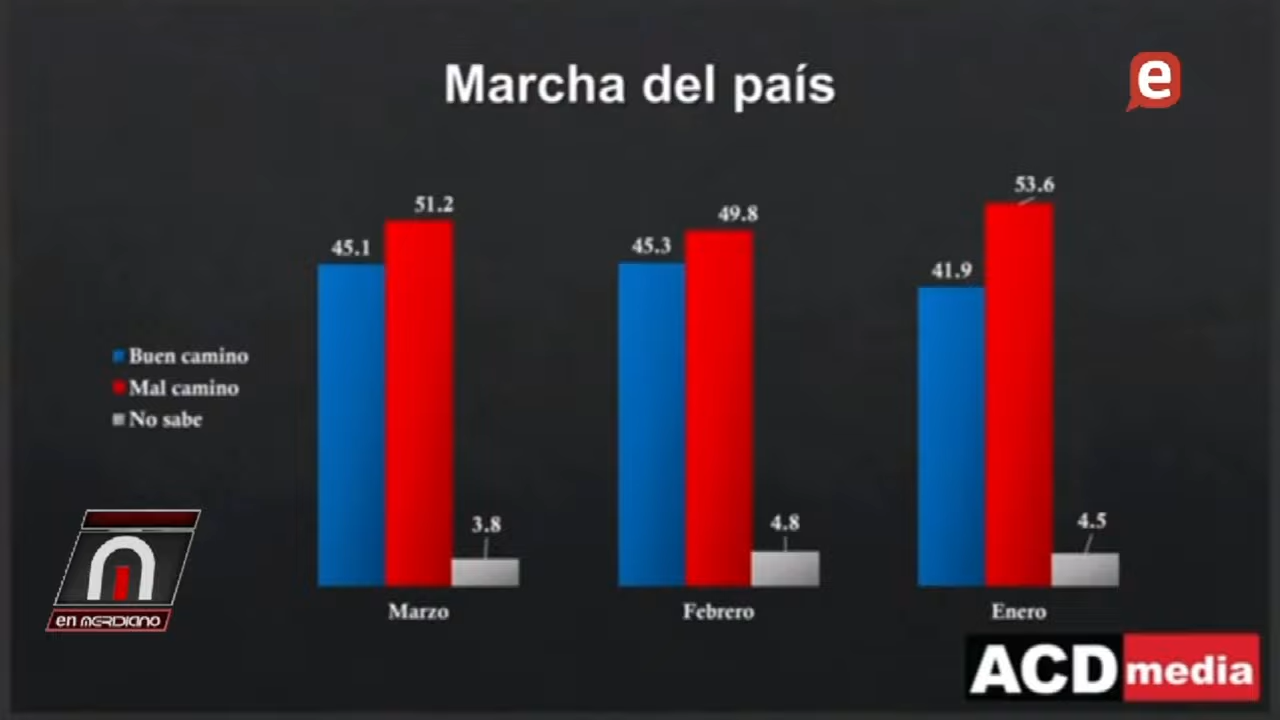 Marcha del país
e
45.1
51.2
3.8
45.3
49.8
4.8
41.9
53.6
4.5
Buen camino
Mal camino
No sabe
Marzo
Febrero
Enero
en MERIDIANO
ACD media